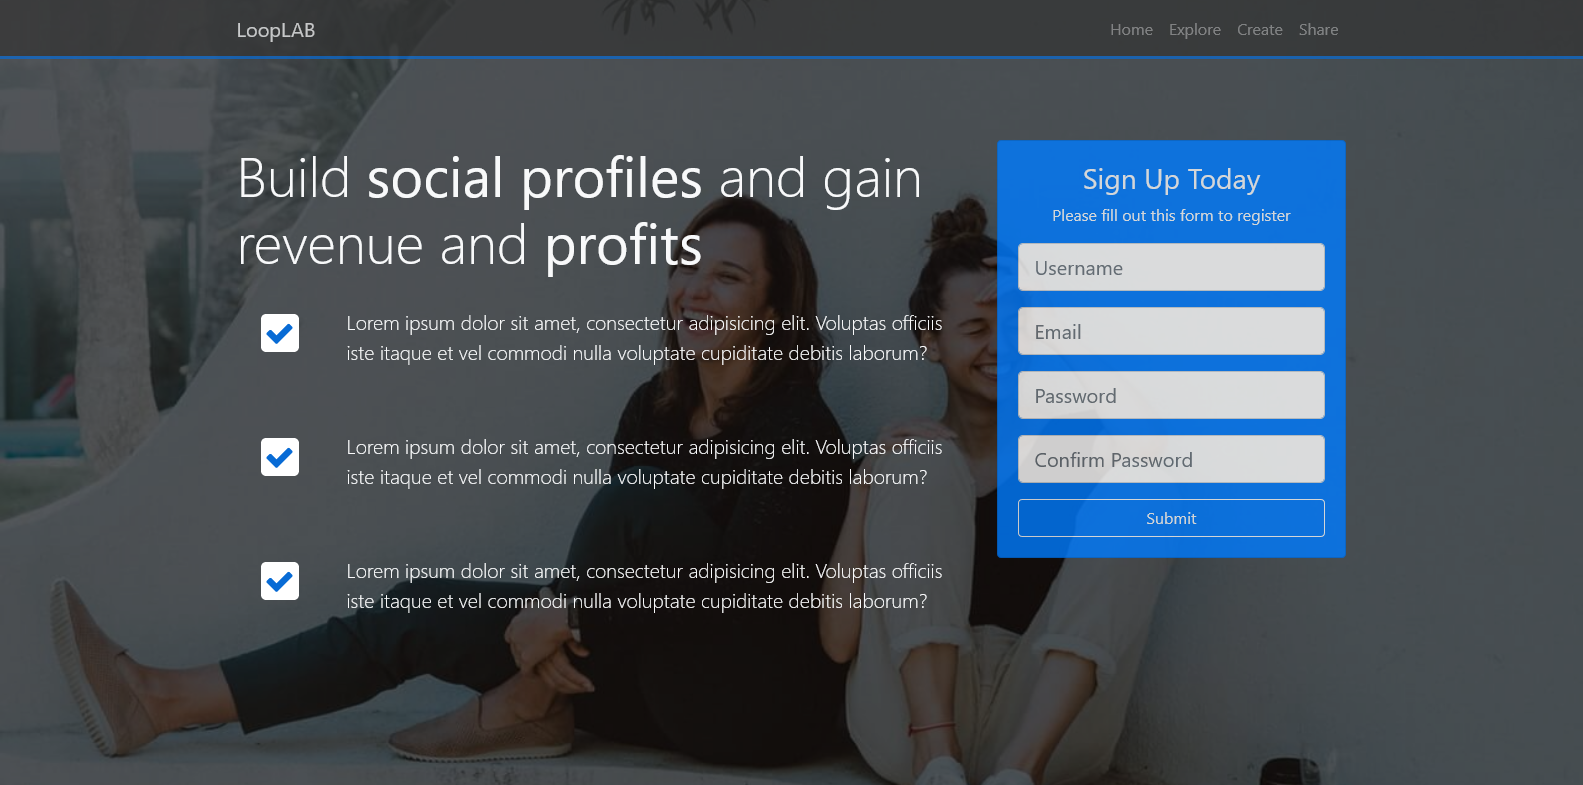 LoopLAB
Home Explore Create Share
Build social profiles and gain
revenue and profits
Lorem ipsum dolor sit amet, consectetur adipisicing elit. Voluptas officiis
iste itaque et vel commodi nulla voluptate cupiditate debitis laborum?
Lorem ipsum dolor sit amet, consectetur adipisicing elit. Voluptas officiis
iste itaque et vel commodi nulla voluptate cupiditate debitis laborum?
Lorem ipsum dolor sit amet, consectetur adipisicing elit. Voluptas officiis
iste itaque et vel commodi nulla voluptate cupiditate debitis laborum?
Sign Up Today
Please fill out this form to register
Username
Email
Password
Confirm Password
Submit